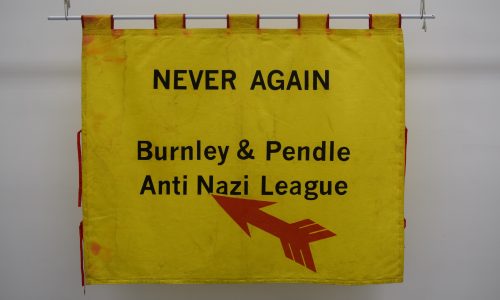 NEVER AGAIN
Burnley & Pendle
Anti Nazi League